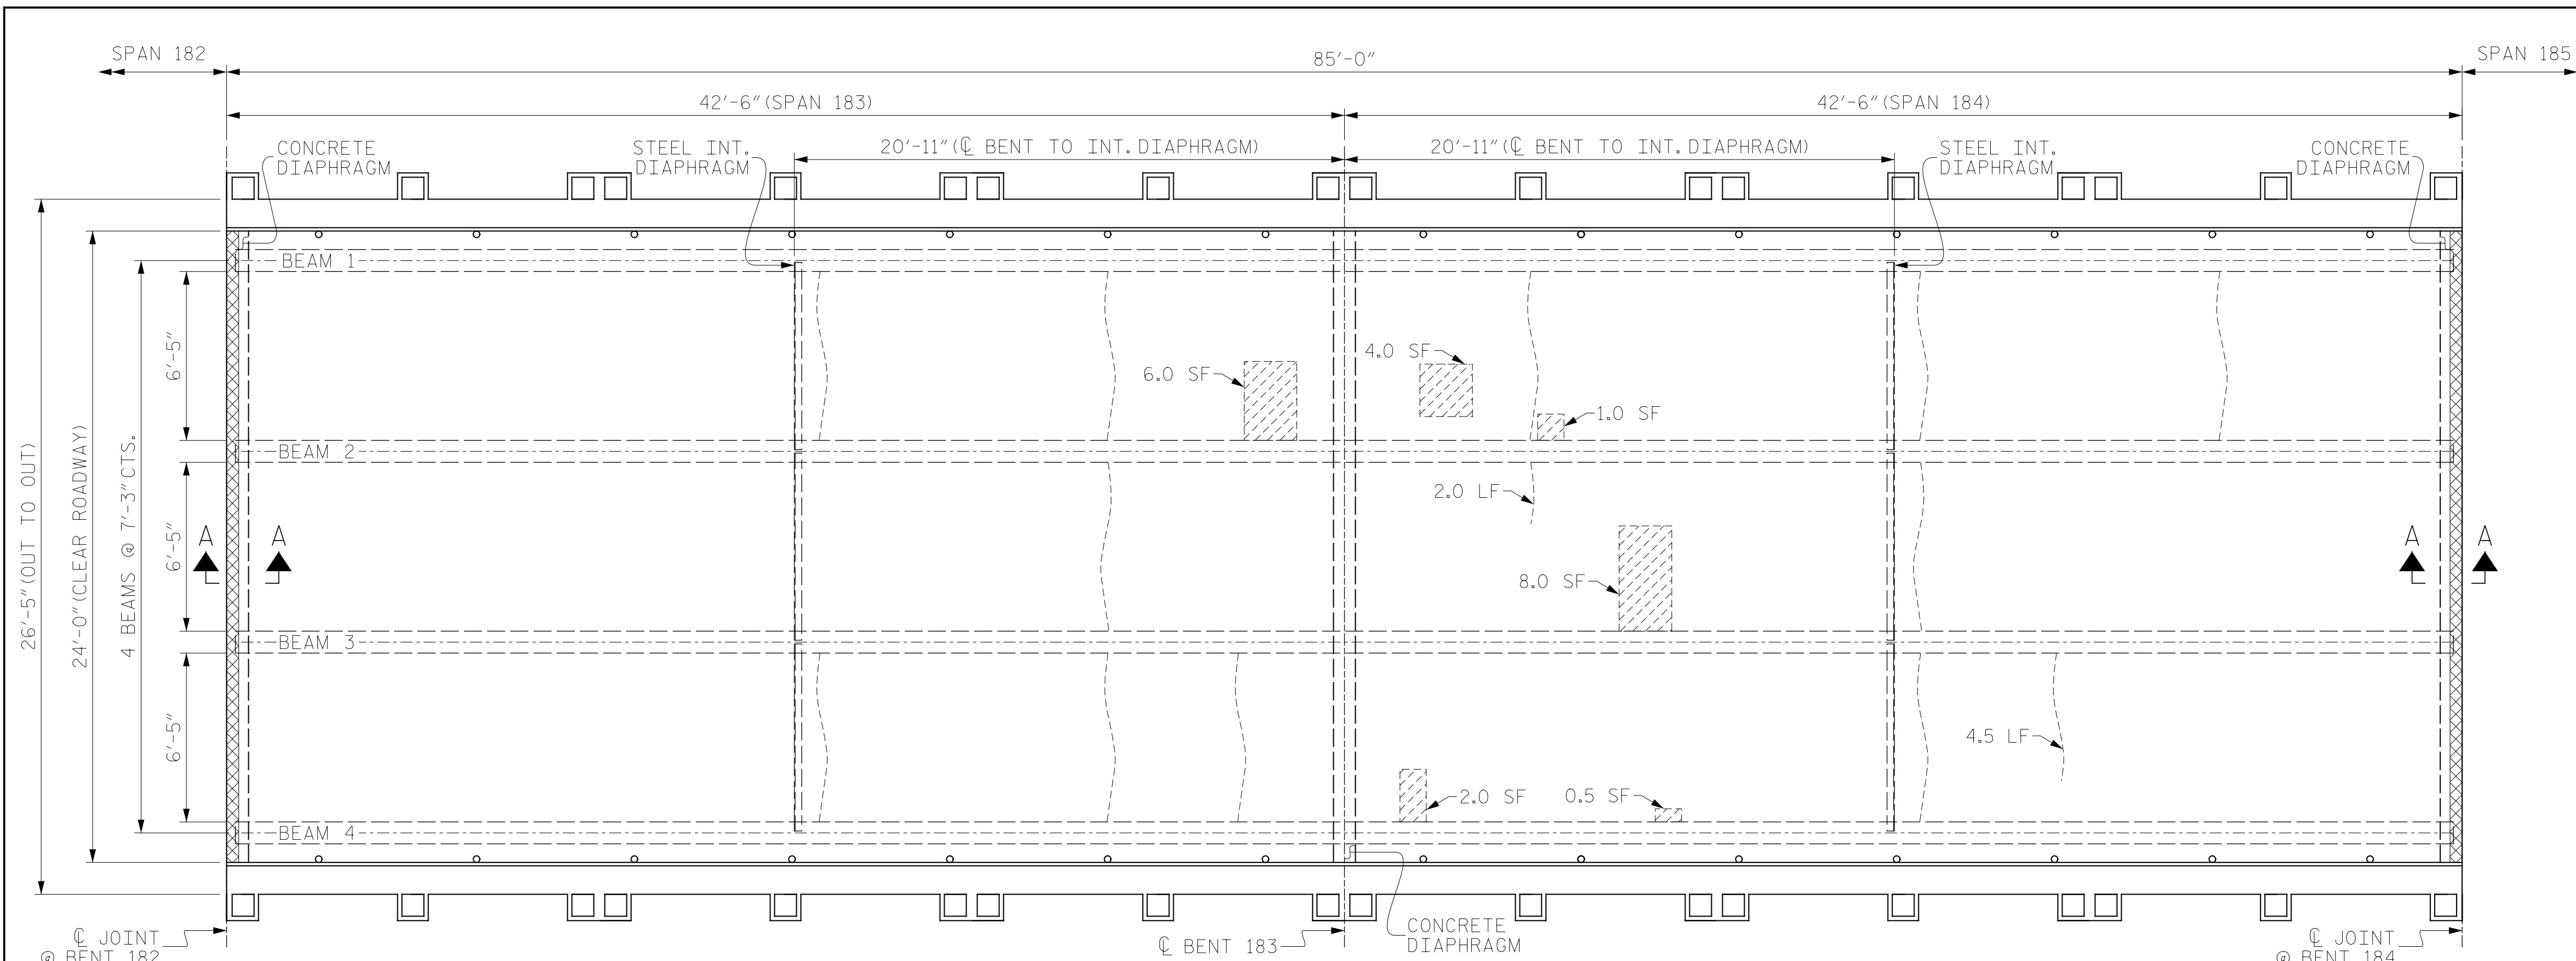 SPAN 182
85'-0"
SPAN 185
42'-6" (SPAN 183)
42'-6" (SPAN 184)
CONCRETE
DIAPHRAGM
STEEL INT.
DIAPHRAGM
20'-11" (℄ BENT TO INT. DIAPHRAGM)
20'-11" (℄ BENT TO INT. DIAPHRAGM)
STEEL INT.
DIAPHRAGM
CONCRETE
DIAPHRAGM
26'-5" (OUT TO OUT)
24'-0" (CLEAR ROADWAY)
4 BEAMS @ 7'-3" CTS.
6'-5"
6'-5"
6'-5"
BEAM 1
6.0 SF
4.0 SF
1.0 SF
BEAM 2
2.0 LF
A
A
8.0 SF
A
A
BEAM 3
4.5 LF
2.0 SF
0.5 SF
BEAM 4
℄ JOINT
@ BENT 182
℄ BENT 183
CONCRETE
DIAPHRAGM
℄ JOINT
@ BENT 184